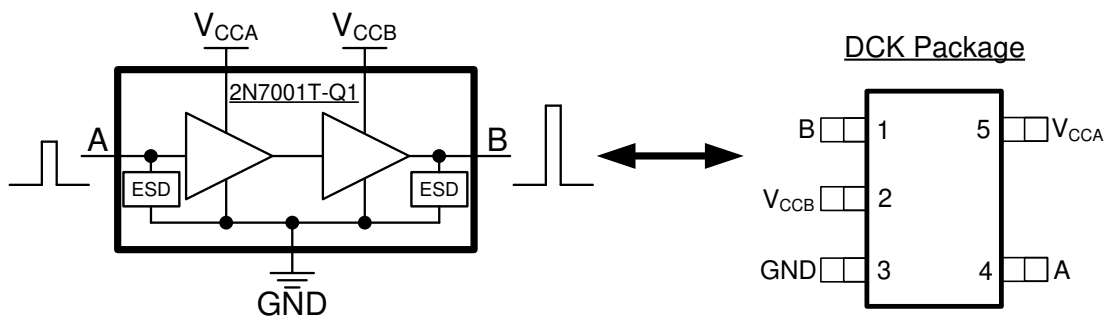 V_CCA V_CCB
DCK Package
2N7001T-Q1
A
B
ESD
ESD
GND
B 1
5 V_CCA
V_CCB 2
GND 3
4 A